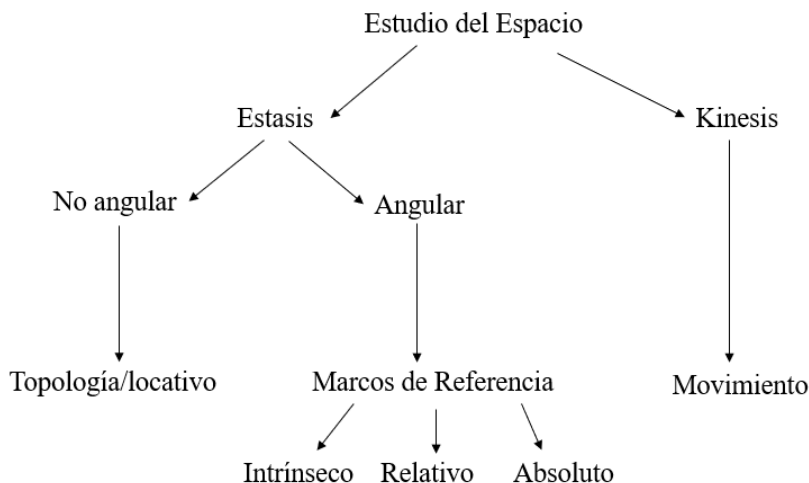 Estudio del Espacio
Estasis
Kinesis
No angular
Angular
Topología/locativo
Marcos de Referencia
Movimiento
Intrínseco
Relativo
Absoluto